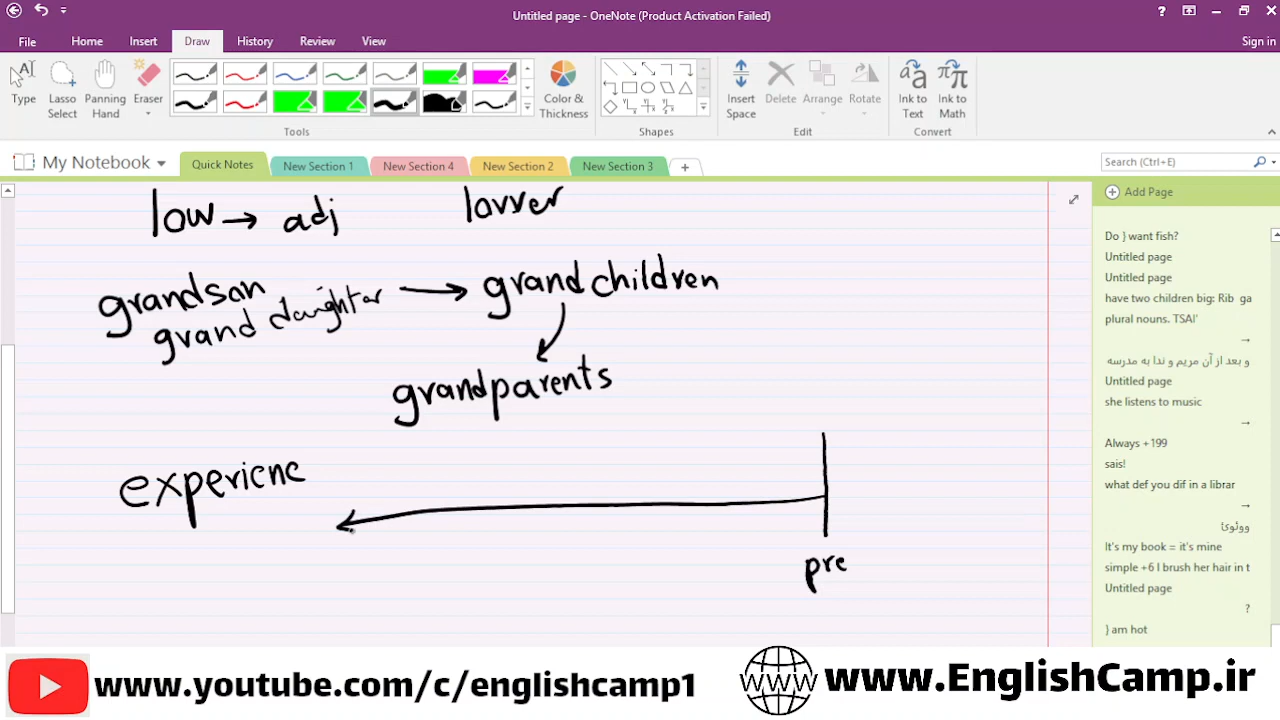 Untitled page - OneNote (Product Activation Failed)
File Home Insert Draw History Review View Sign in
Type Lasso Select Panning Hand Eraser Color & Thickness Insert Space Delete Arrange Rotate Ink to Text Ink to Math
Tools Shapes Edit Convert
My Notebook Quick Notes New Section 1 New Section 4 New Section 2 New Section 3 Search (Ctrl+E)
Add Page
low → adj lower
grandson
grand daughter → grandchildren
grandparents
expericne
pre
Do } want fish?
Untitled page
Untitled page
have two children big: Rib ga
plural nouns. TSAI'
→
و بعد از آن مریم و ندا به مدرسه
Untitled page
she listens to music
→
Always +199
sais!
what def you dif in a librar
→
It's my book = it's mine
simple +6 I brush her hair in t
Untitled page
?
} am hot
www.youtube.com/c/englishcamp1
www.EnglishCamp.ir
WWW